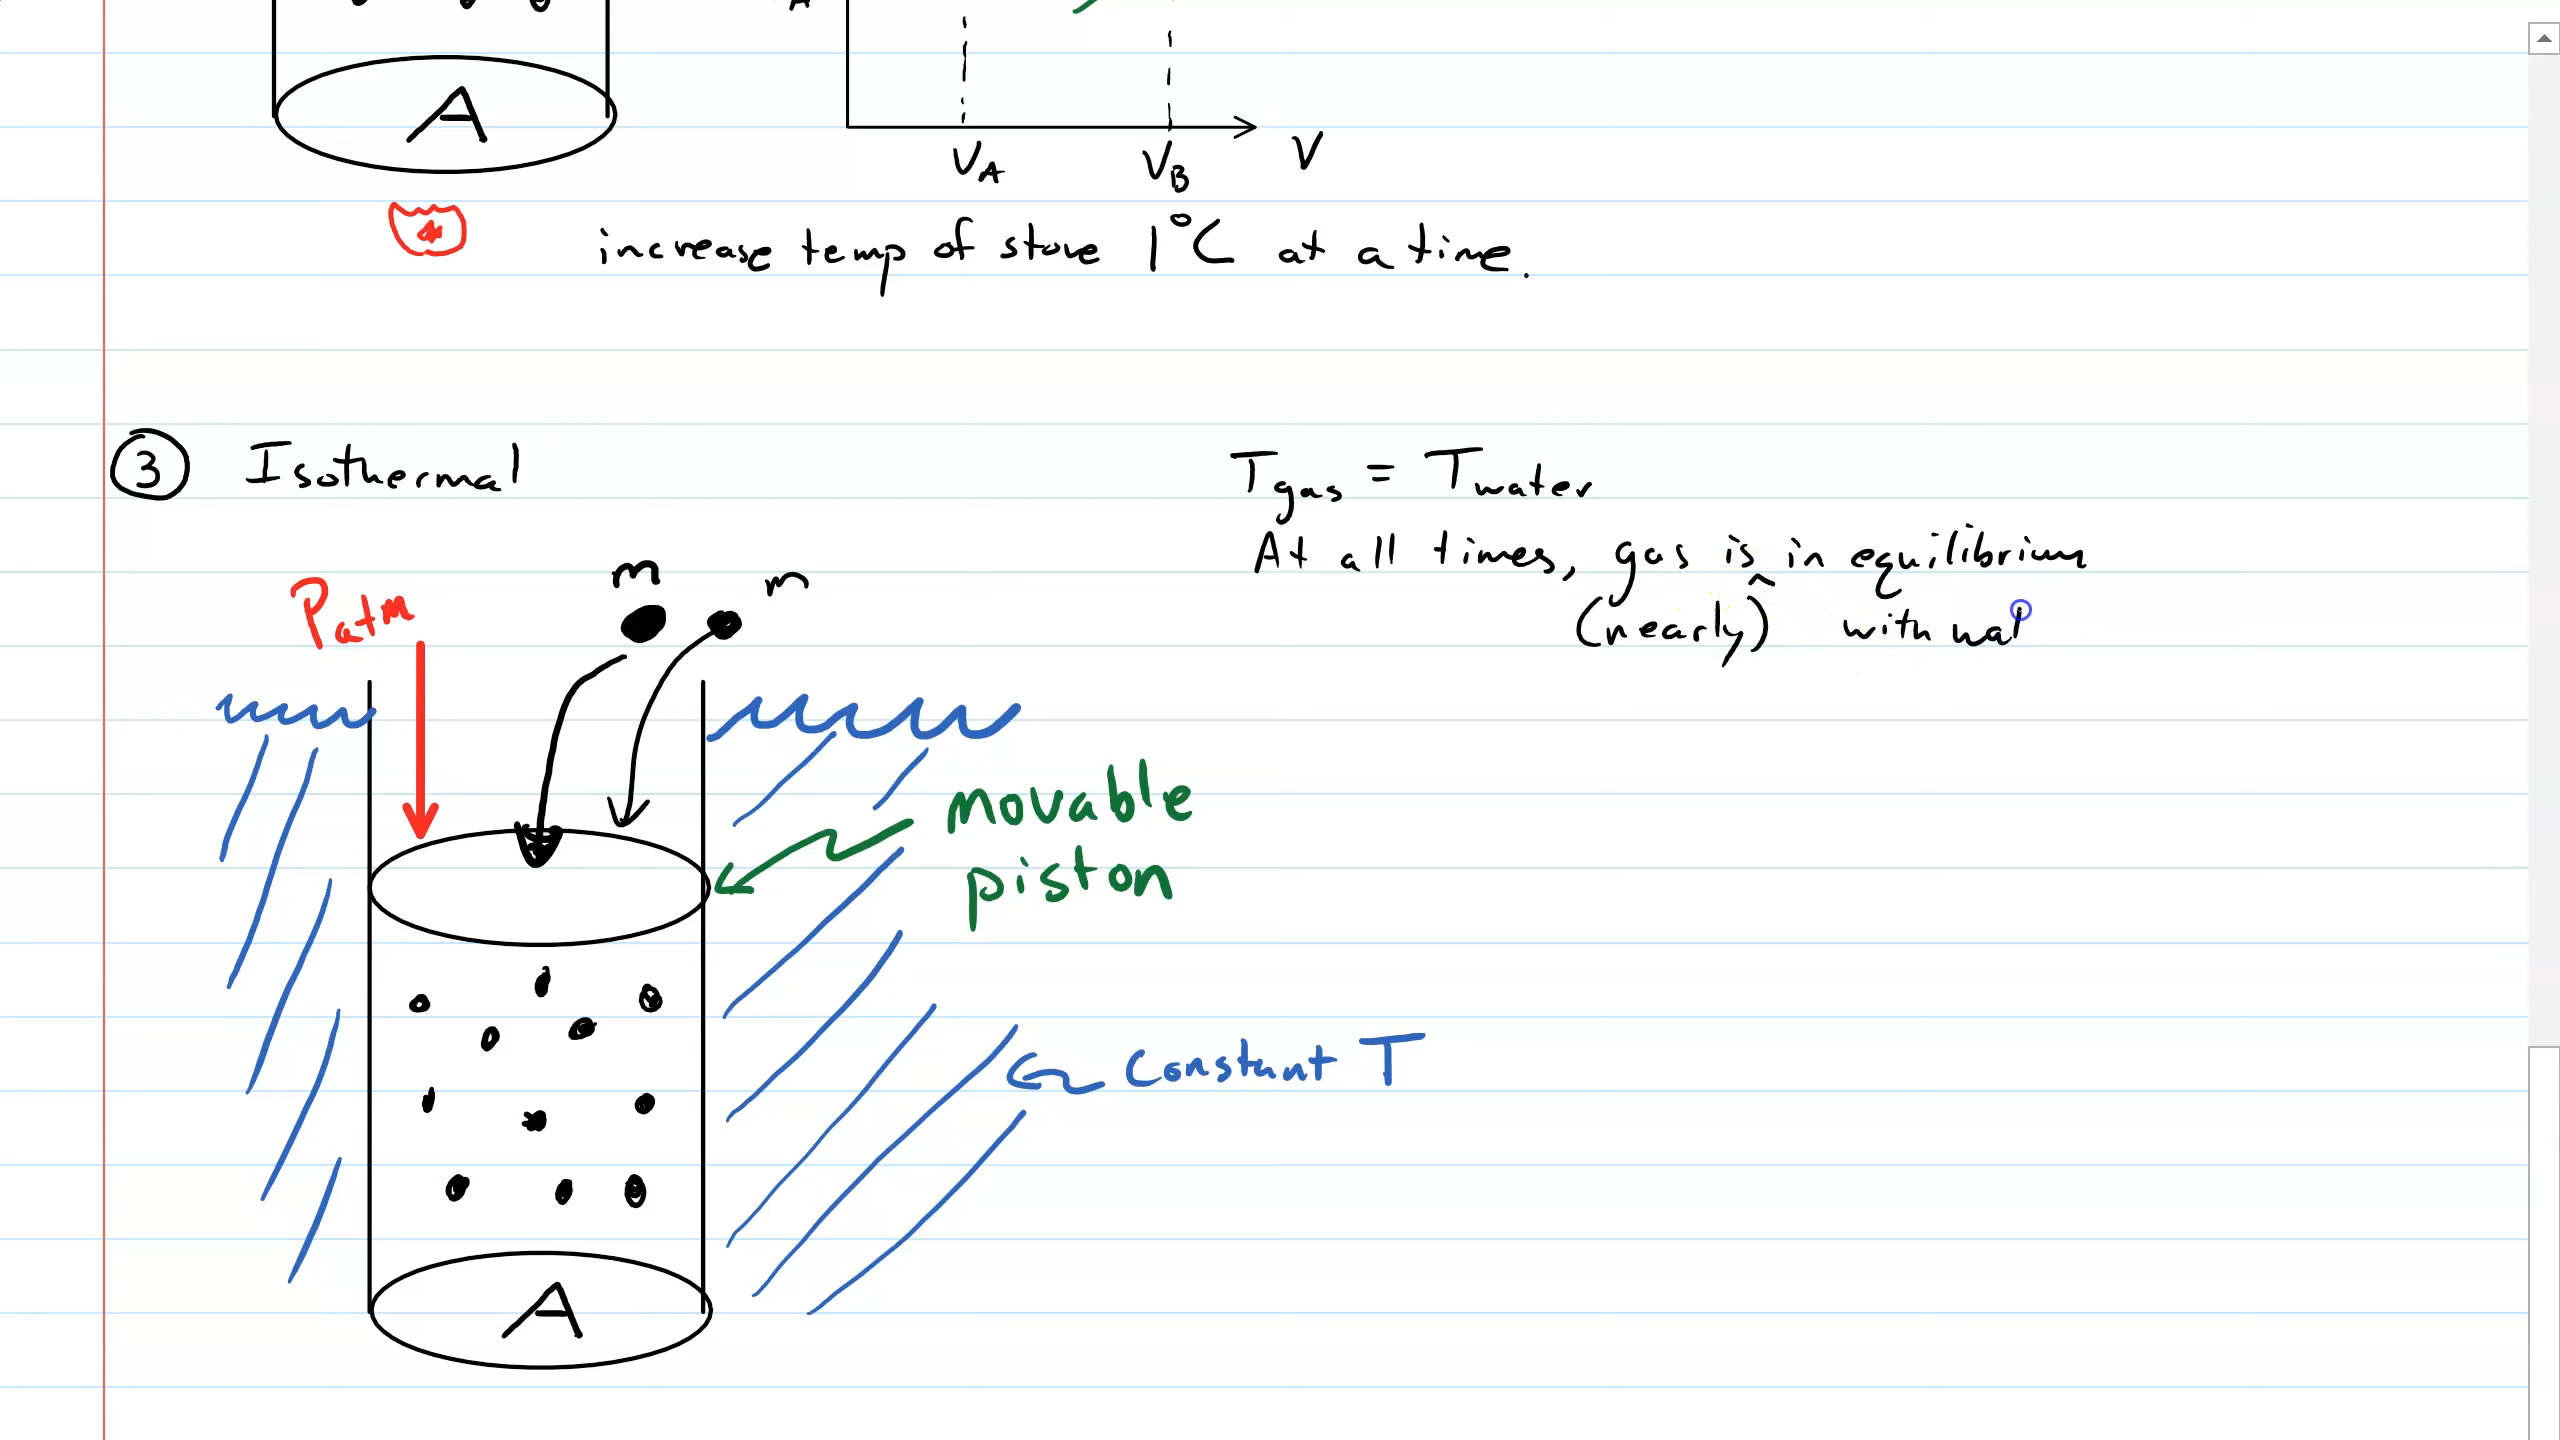 A
V_A V_B V
increase temp of stove 1°C at a time.
③ Isothermal
T_gas = T_water
At all times, gas is ^ in equilibrium
(nearly) with wat
P_atm
m m
movable
piston
Constant T
A